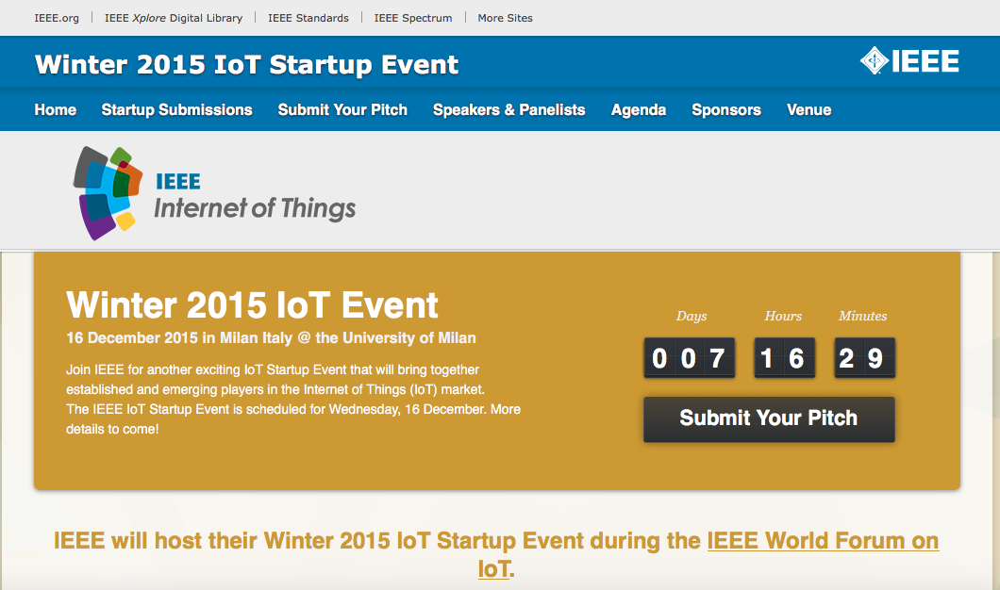 IEEE.org IEEE Xplore Digital Library IEEE Standards IEEE Spectrum More Sites
Winter 2015 IoT Startup Event
IEEE
Home Startup Submissions Submit Your Pitch Speakers & Panelists Agenda Sponsors Venue
IEEE
Internet of Things
Winter 2015 IoT Event
16 December 2015 in Milan Italy @ the University of Milan
Join IEEE for another exciting IoT Startup Event that will bring together
established and emerging players in the Internet of Things (IoT) market.
The IEEE IoT Startup Event is scheduled for Wednesday, 16 December. More
details to come!
Days Hours Minutes
007 16 29
Submit Your Pitch
IEEE will host their Winter 2015 IoT Startup Event during the IEEE World Forum on
IoT.